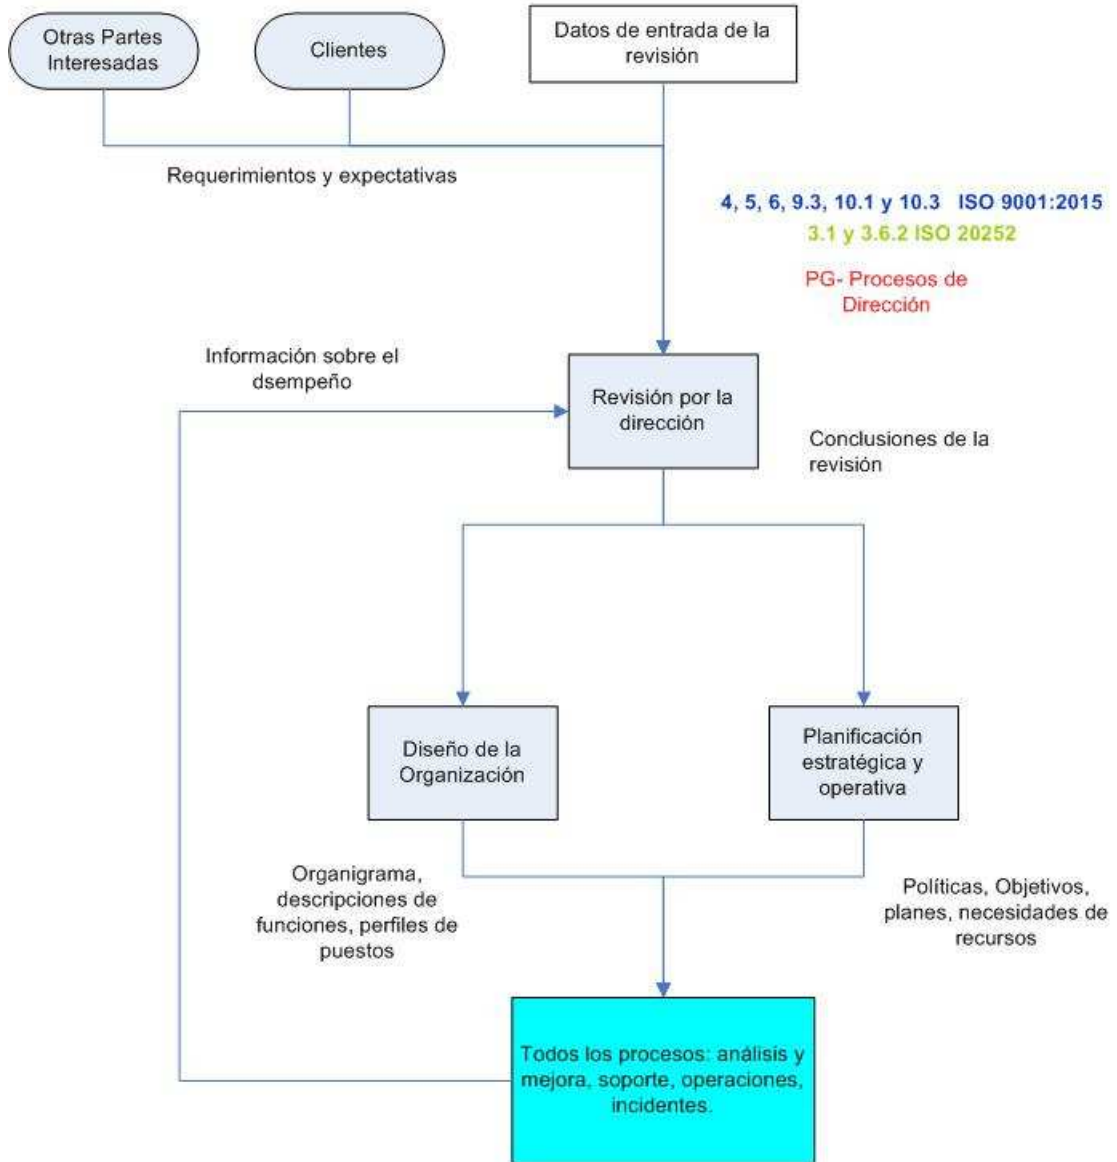 Otras Partes
Interesadas
Clientes
Datos de entrada de la
revisión
Requerimientos y expectativas
4, 5, 6, 9.3, 10.1 y 10.3   ISO 9001:2015
3.1 y 3.6.2 ISO 20252
PG- Procesos de
Dirección
Información sobre el
dsempeño
Revisión por la
dirección
Conclusiones de la
revisión
Diseño de la
Organización
Planificación
estratégica y
operativa
Organigrama,
descripciones de
funciones, perfiles de
puestos
Políticas, Objetivos,
planes, necesidades de
recursos
Todos los procesos: análisis y
mejora, soporte, operaciones,
incidentes.